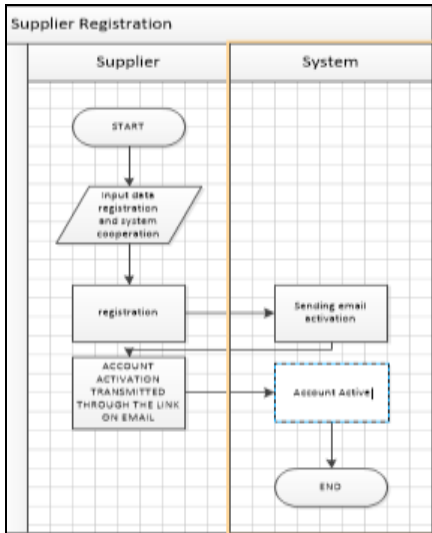 Supplier Registration
Supplier
System
START
Input data
registration
and system
cooperation
registration
Sending email
activation
ACCOUNT
ACTIVATION
TRANSMITTED
THROUGH THE LINK
ON EMAIL
Account Active
END